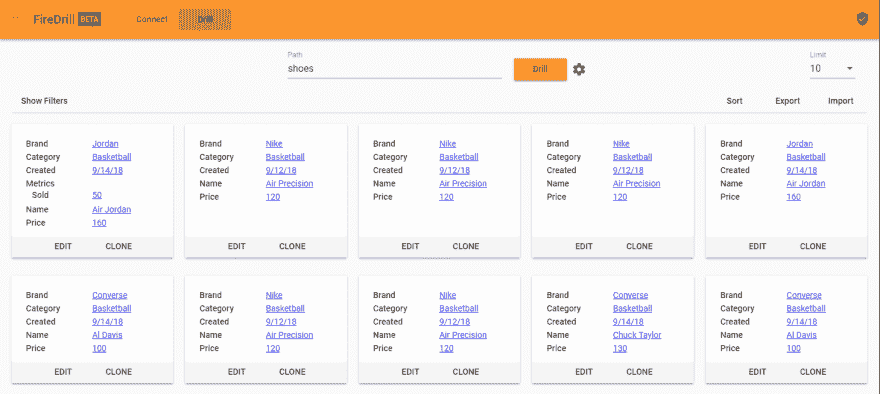 FireDrill BETA Connect Drill
Path
shoes
Drill
Limit
10
Show Filters Sort Export Import
Brand Jordan
Category Basketball
Created 9/14/18
Metrics
Sold 50
Name Air Jordan
Price 160
EDIT CLONE
Brand Nike
Category Basketball
Created 9/12/18
Name Air Precision
Price 120
EDIT CLONE
Brand Nike
Category Basketball
Created 9/12/18
Name Air Precision
Price 120
EDIT CLONE
Brand Nike
Category Basketball
Created 9/12/18
Name Air Precision
Price 120
EDIT CLONE
Brand Jordan
Category Basketball
Created 9/14/18
Name Air Jordan
Price 160
EDIT CLONE
Brand Converse
Category Basketball
Created 9/14/18
Name Al Davis
Price 100
EDIT CLONE
Brand Nike
Category Basketball
Created 9/12/18
Name Air Precision
Price 120
EDIT CLONE
Brand Nike
Category Basketball
Created 9/12/18
Name Air Precision
Price 120
EDIT CLONE
Brand Converse
Category Basketball
Created 9/14/18
Name Chuck Taylor
Price 130
EDIT CLONE
Brand Converse
Category Basketball
Created 9/14/18
Name Al Davis
Price 100
EDIT CLONE